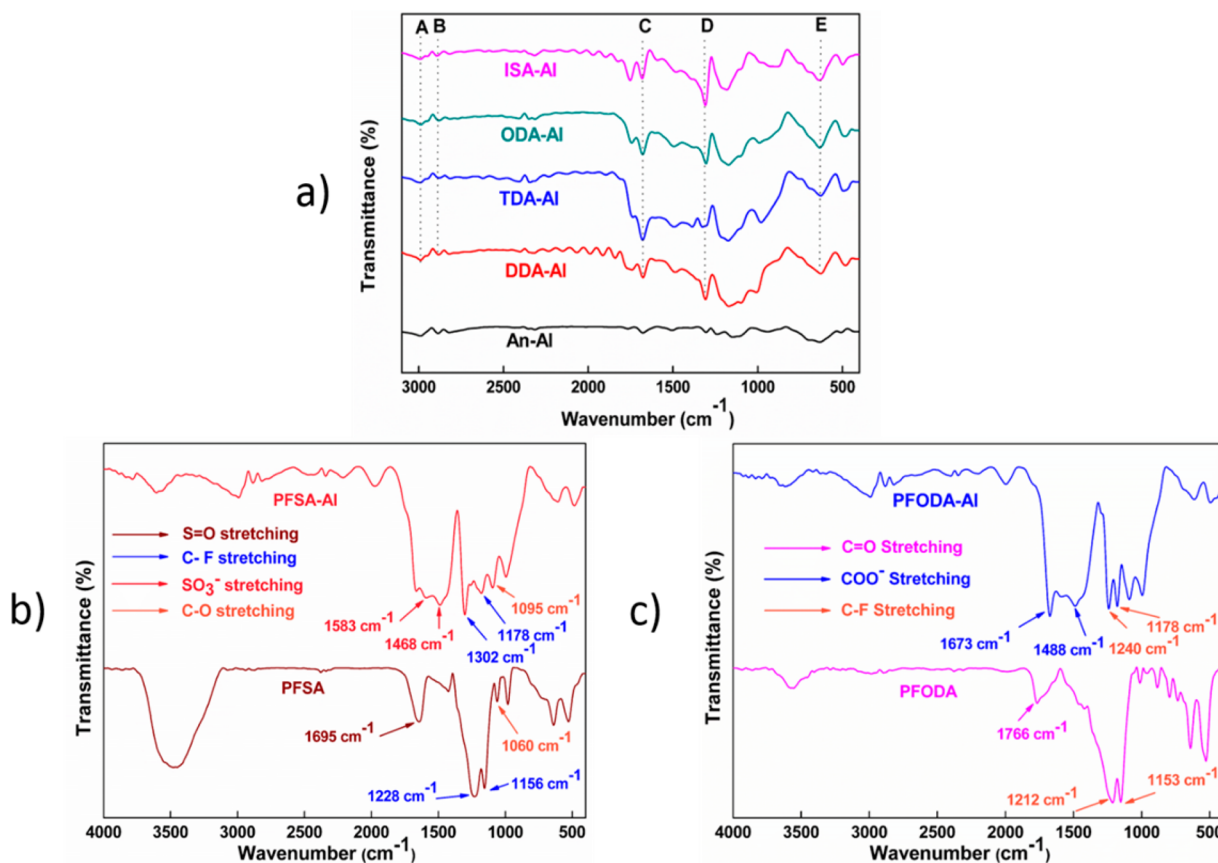 A B C D E
ISA-Al
ODA-Al
TDA-Al
DDA-Al
An-Al
Transmittance (%)
a)
3000 2500 2000 1500 1000 500
Wavenumber (cm⁻¹)
b)
Transmittance (%)
PFSA-Al
S=O stretching
C- F stretching
SO₃⁻ stretching
C-O stretching
1583 cm⁻¹
1468 cm⁻¹
1302 cm⁻¹
1178 cm⁻¹
1095 cm⁻¹
PFSA
1695 cm⁻¹
1228 cm⁻¹
1156 cm⁻¹
1060 cm⁻¹
4000 3500 3000 2500 2000 1500 1000 500
Wavenumber (cm⁻¹)
c)
Transmittance (%)
PFODA-Al
C=O Stretching
COO⁻ Stretching
C-F Stretching
1673 cm⁻¹
1488 cm⁻¹
1240 cm⁻¹
1178 cm⁻¹
PFODA
1766 cm⁻¹
1212 cm⁻¹
1153 cm⁻¹
4000 3500 3000 2500 2000 1500 1000 500
Wavenumber (cm⁻¹)